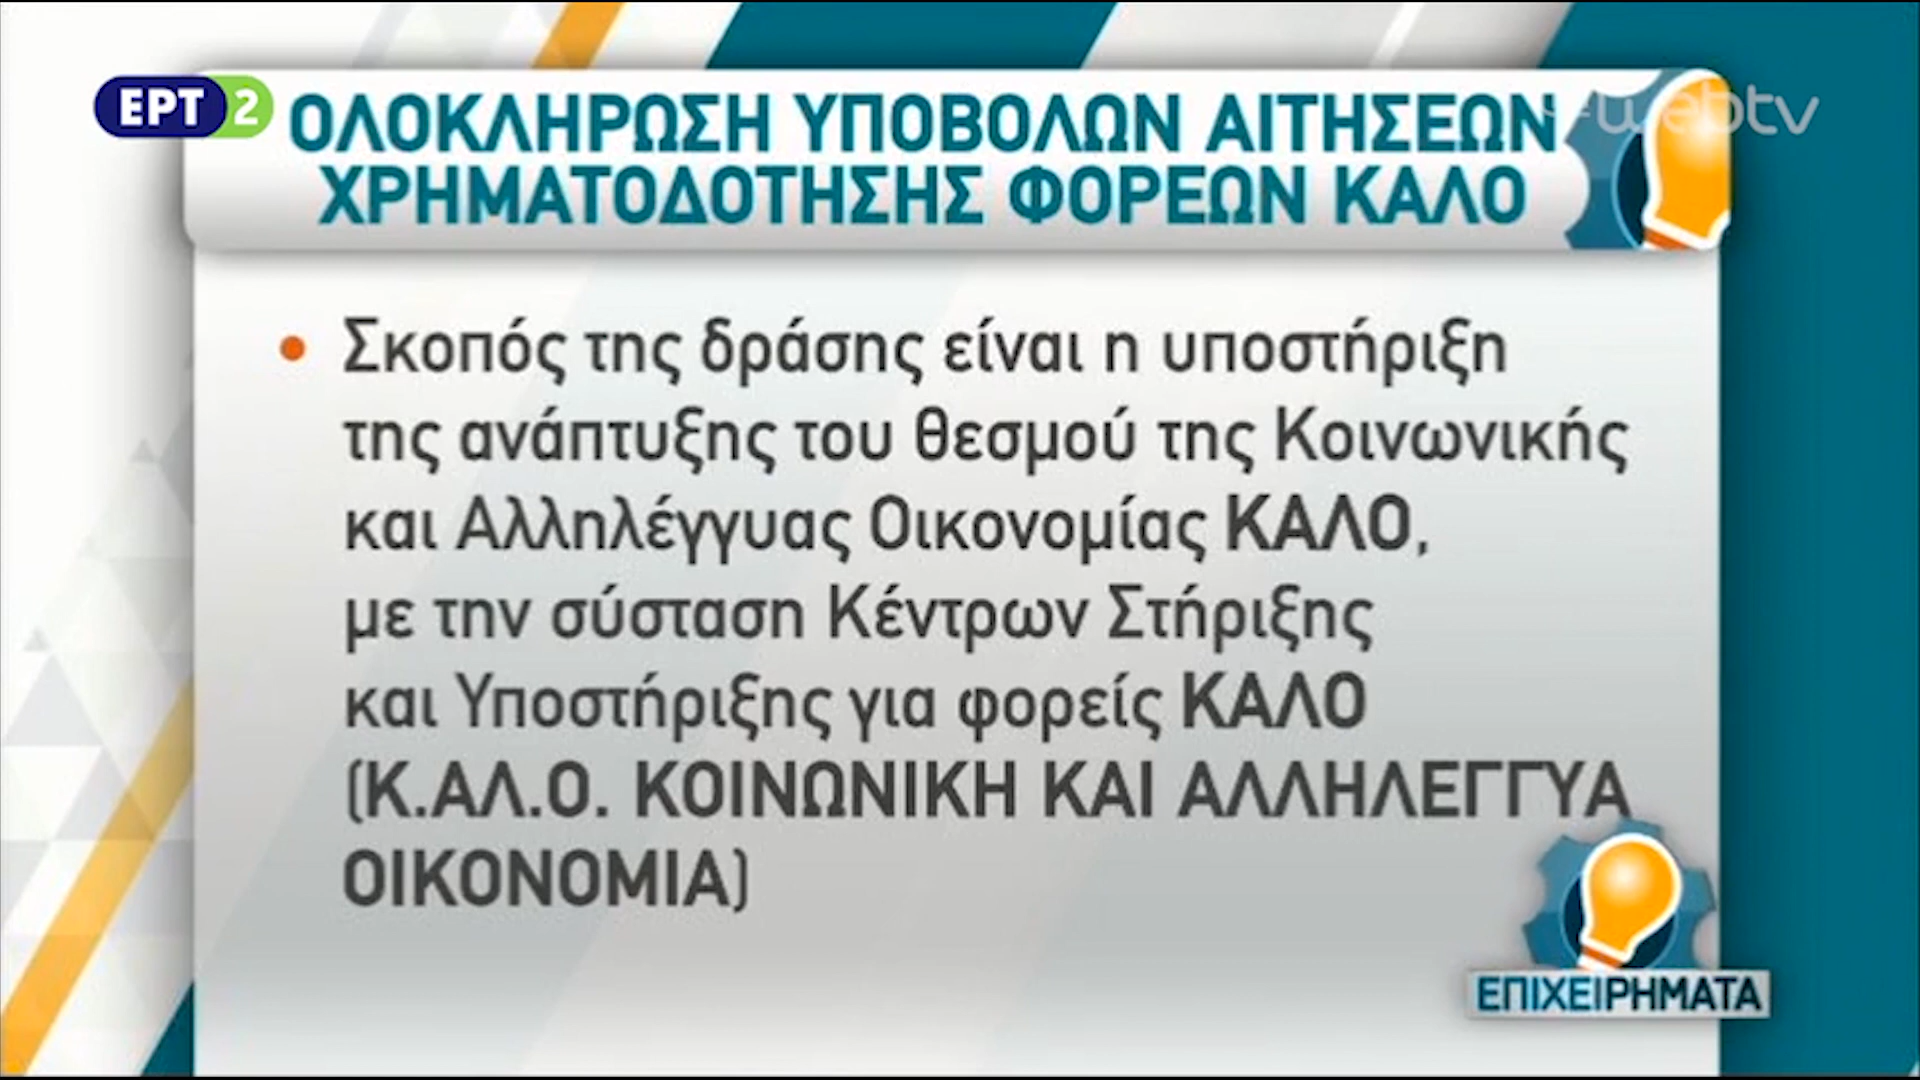 ΕΡΤ 2
webtv
ΟΛΟΚΛΗΡΩΣΗ ΥΠΟΒΟΛΩΝ ΑΙΤΗΣΕΩΝ
ΧΡΗΜΑΤΟΔΟΤΗΣΗΣ ΦΟΡΕΩΝ ΚΑΛΟ
• Σκοπός της δράσης είναι η υποστήριξη
της ανάπτυξης του θεσμού της Κοινωνικής
και Αλληλέγγυας Οικονομίας ΚΑΛΟ,
με την σύσταση Κέντρων Στήριξης
και Υποστήριξης για φορείς ΚΑΛΟ
(Κ.ΑΛ.Ο. ΚΟΙΝΩΝΙΚΗ ΚΑΙ ΑΛΛΗΛΕΓΓΥΑ
ΟΙΚΟΝΟΜΙΑ)
ΕΠΙΧΕΙΡΗΜΑΤΑ